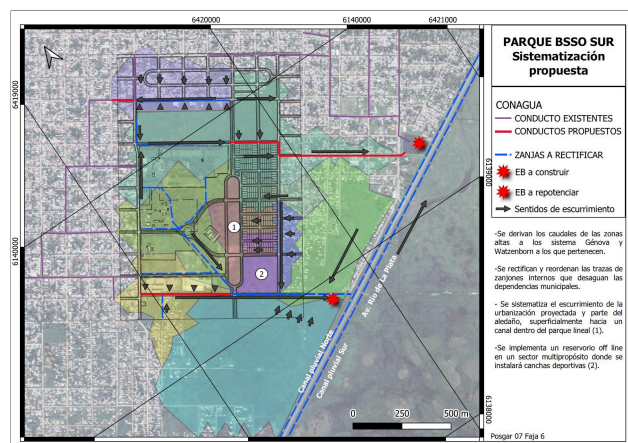 6420000
6140000
6421000
6419000
6140000
6139000
6138000
PARQUE BSSO SUR
Sistematización
propuesta
CONAGUA
CONDUCTO EXISTENTES
CONDUCTOS PROPUESTOS
ZANJAS A RECTIFICAR
EB a construir
EB a repotenciar
Sentidos de escurrimiento
-Se derivan los caudales de las zonas
altas a los sistema Génova y
Watzenborn a los que pertenecen.
-Se rectifican y reordenan las trazas de
zanjones internos que desaguan las
dependencias municipales.
- Se sistematiza el escurrimiento de la
urbanización proyectada y parte del
aledaño, superficialmente hacia un
canal dentro del parque lineal (1).
-Se implementa un reservorio off line
en un sector multipropósito donde se
instalará canchas deportivas (2).
1
2
Av. Río de La Plata
Canal pluvial Norte
Canal pluvial Sur
0 250 500 m
Posgar 07 Faja 6